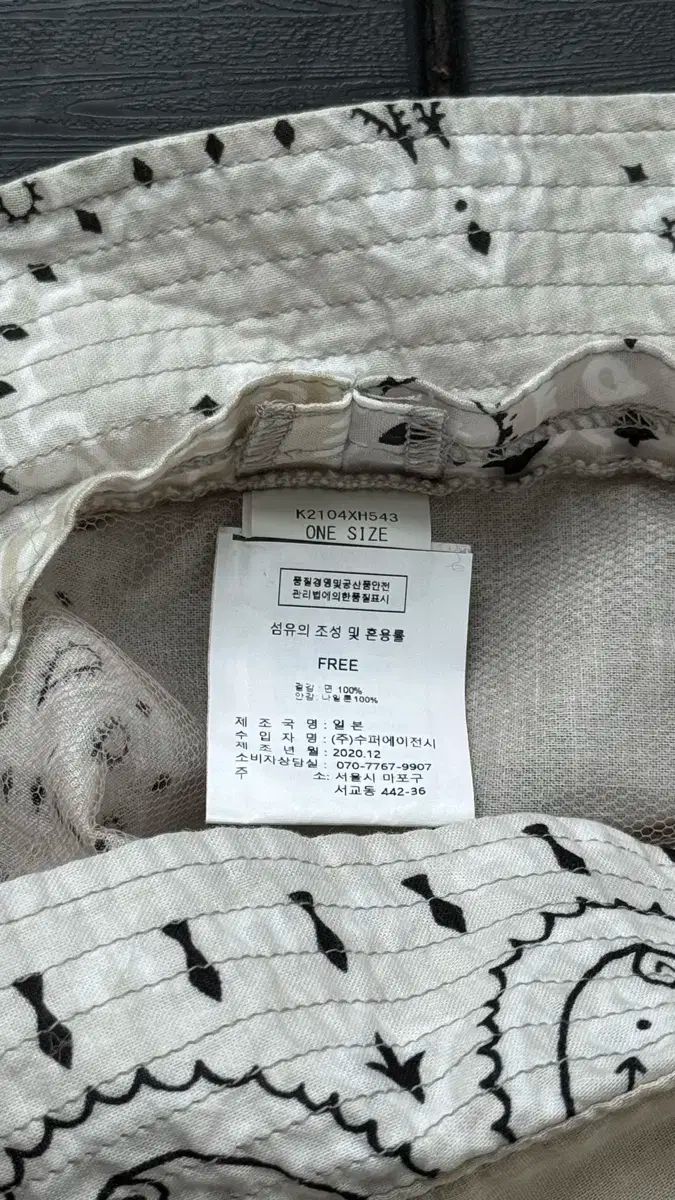 K2104XH543
ONE SIZE
품질경영및공산품안전
관리법에의한품질표시
섬유의 조성 및 혼용률
FREE
겉감 : 면 100%
안감 : 나일론100%
제 조 국 명 : 일본
수 입 자 명 : (주)수퍼에이전시
제 조 년 월 : 2020.12
소비자상담실 : 070-7767-9907
주 소: 서울시 마포구
서교동 442-36